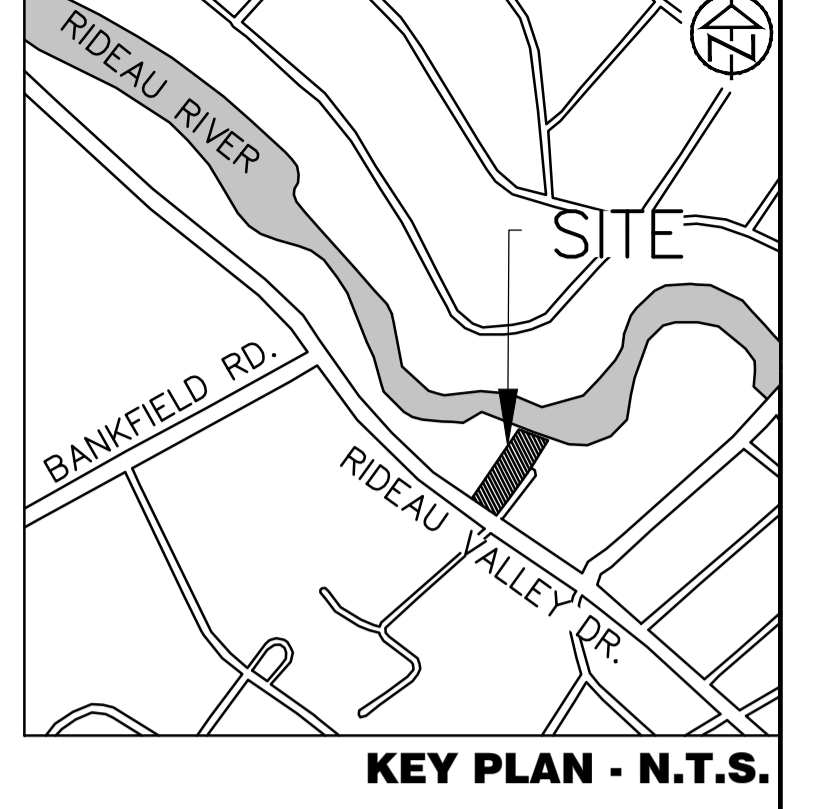 RIDEAU RIVER
N
SITE
BANKFIELD RD.
RIDEAU VALLEY DR.
KEY PLAN - N.T.S.